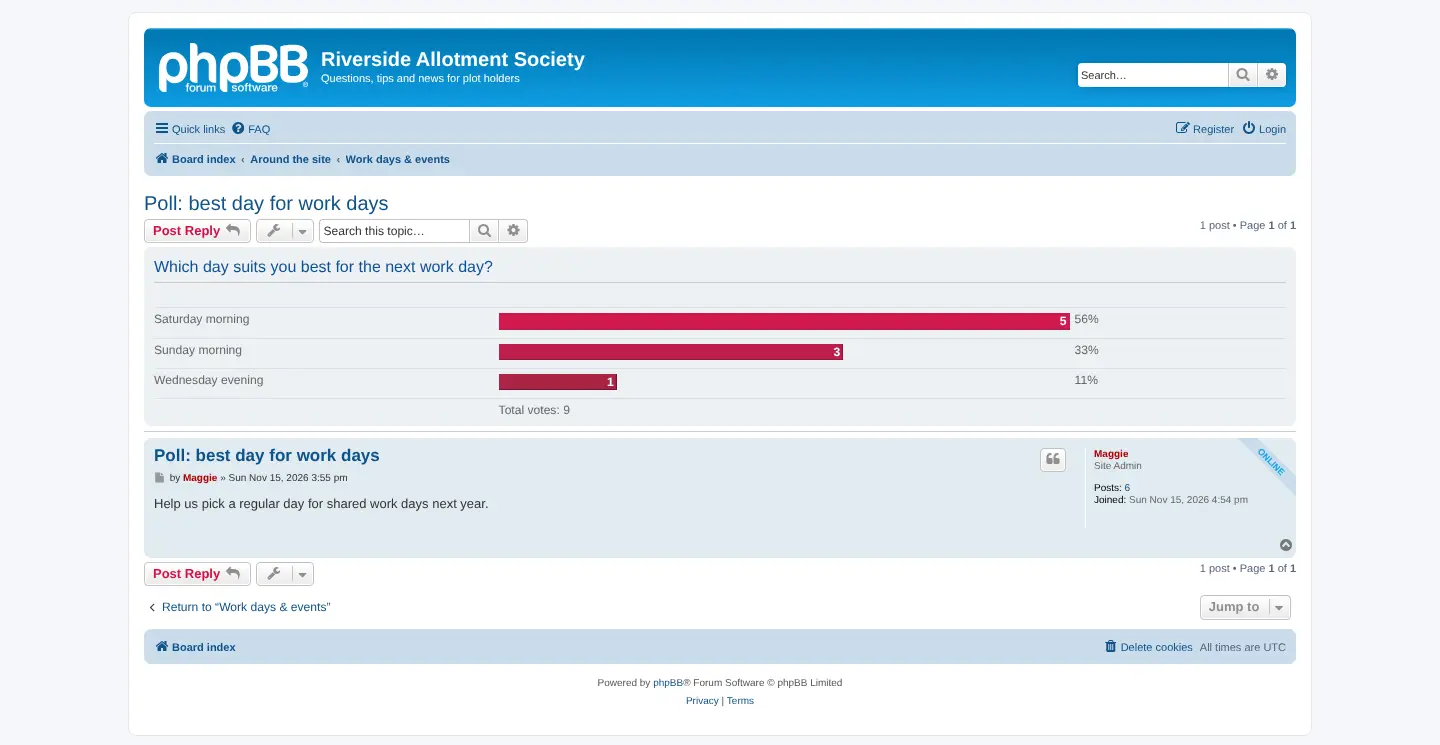 phpBB
forum software ®
Riverside Allotment Society
Questions, tips and news for plot holders
Search…
Quick links FAQ
Register Login
Board index ‹ Around the site ‹ Work days & events
Poll: best day for work days
Post Reply
Search this topic…
1 post • Page 1 of 1
Which day suits you best for the next work day?
Saturday morning 5 56%
Sunday morning 3 33%
Wednesday evening 1 11%
Total votes: 9
Poll: best day for work days
by Maggie » Sun Nov 15, 2026 3:55 pm
Help us pick a regular day for shared work days next year.
Maggie
Site Admin
Posts: 6
Joined: Sun Nov 15, 2026 4:54 pm
ONLINE
Post Reply
1 post • Page 1 of 1
Return to “Work days & events”
Jump to
Board index
Delete cookies All times are UTC
Powered by phpBB® Forum Software © phpBB Limited
Privacy | Terms